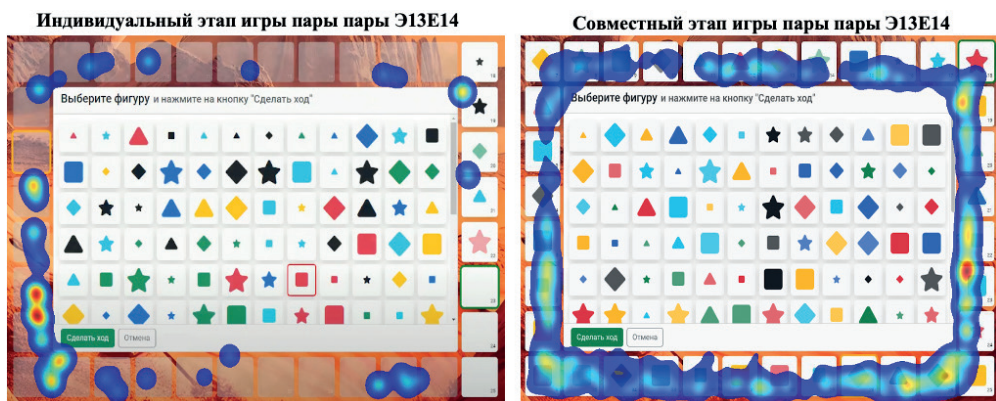 Индивидуальный этап игры пары пары Э13Е14
Выберите фигуру и нажмите на кнопку "Сделать ход"
Сделать ход
Отмена
Совместный этап игры пары пары Э13Е14
Выберите фигуру и нажмите на кнопку "Сделать ход"
Сделать ход
Отмена